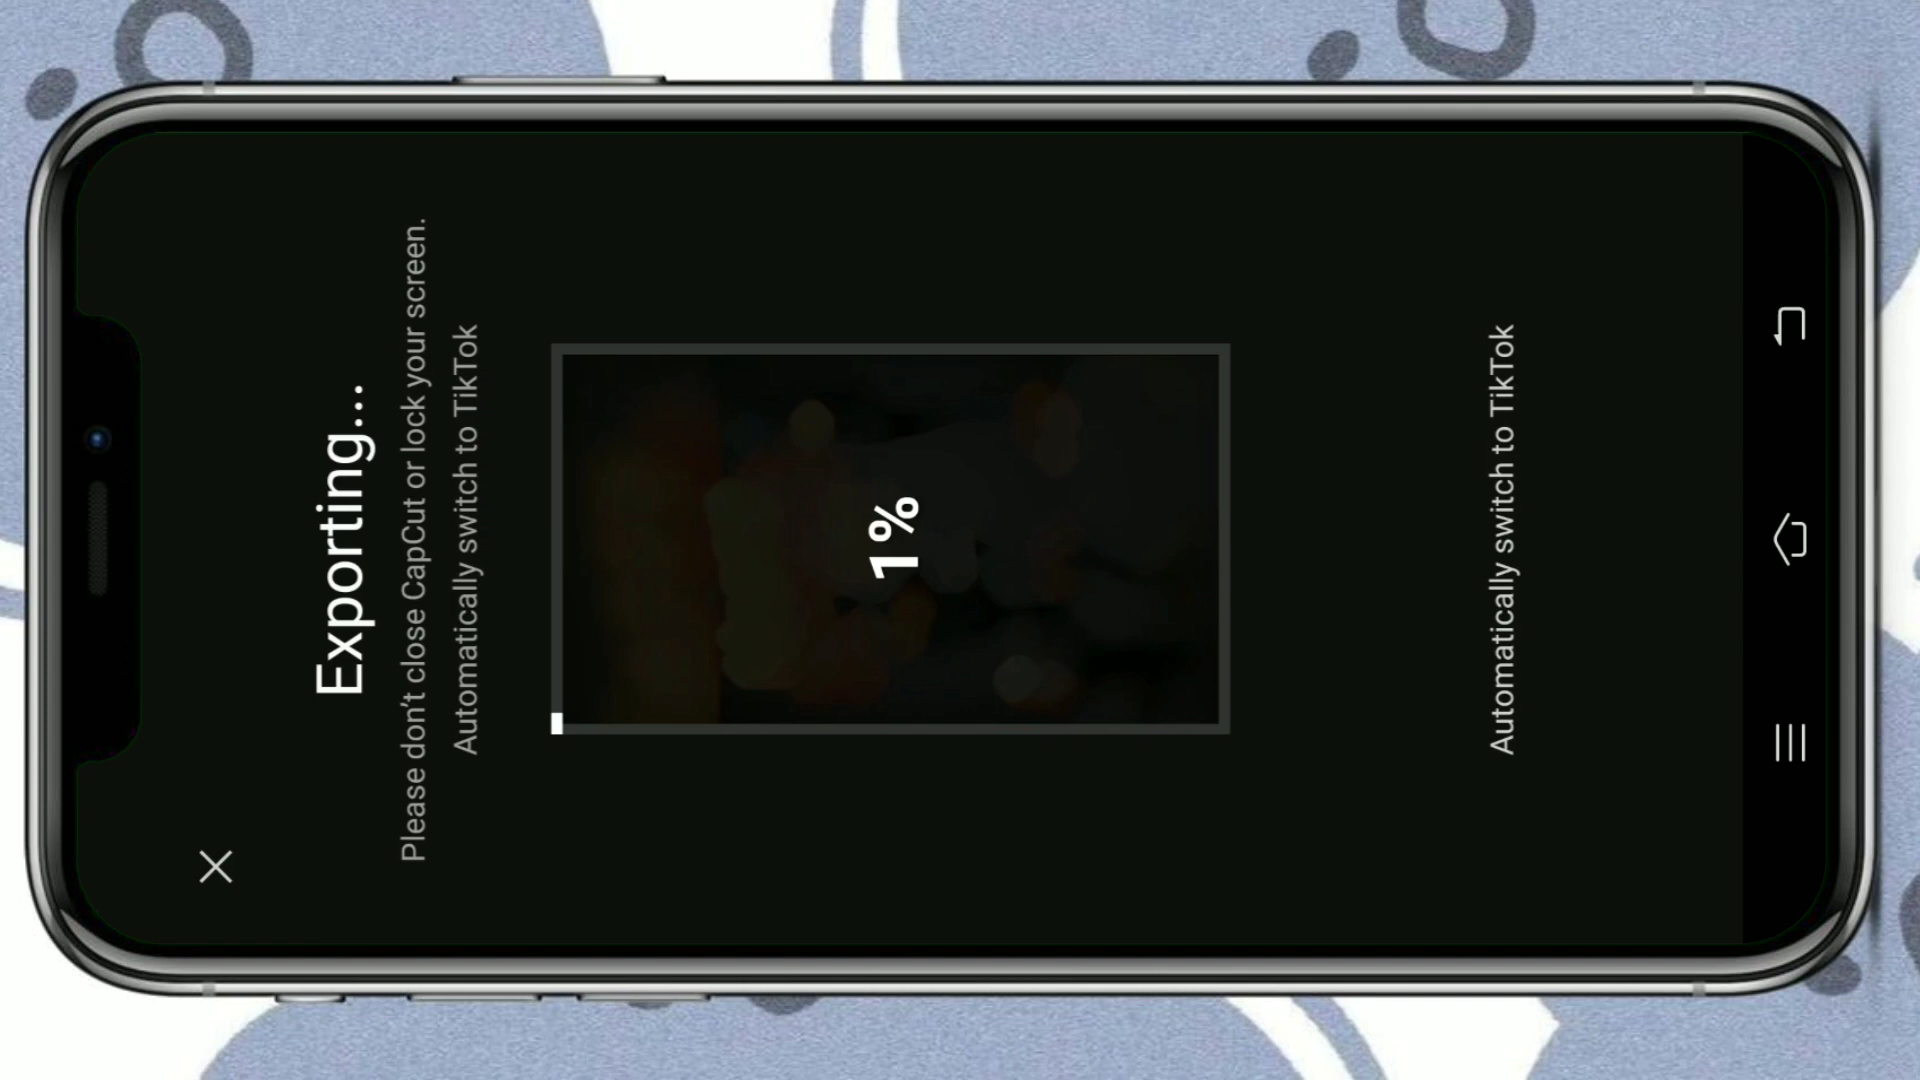 Exporting...
Please don't close CapCut or lock your screen.
Automatically switch to TikTok
1%
Automatically switch to TikTok